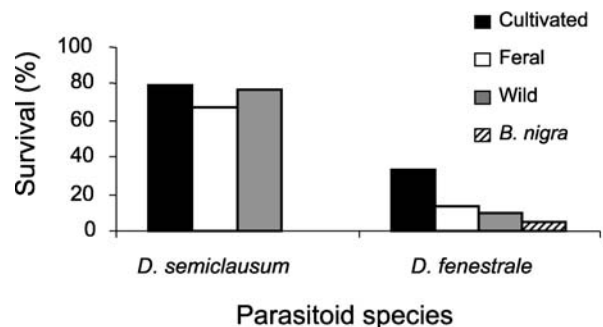 Cultivated
Feral
Wild
B. nigra
Survival (%)
100
80
60
40
20
0
D. semiclausum
D. fenestrale
Parasitoid species